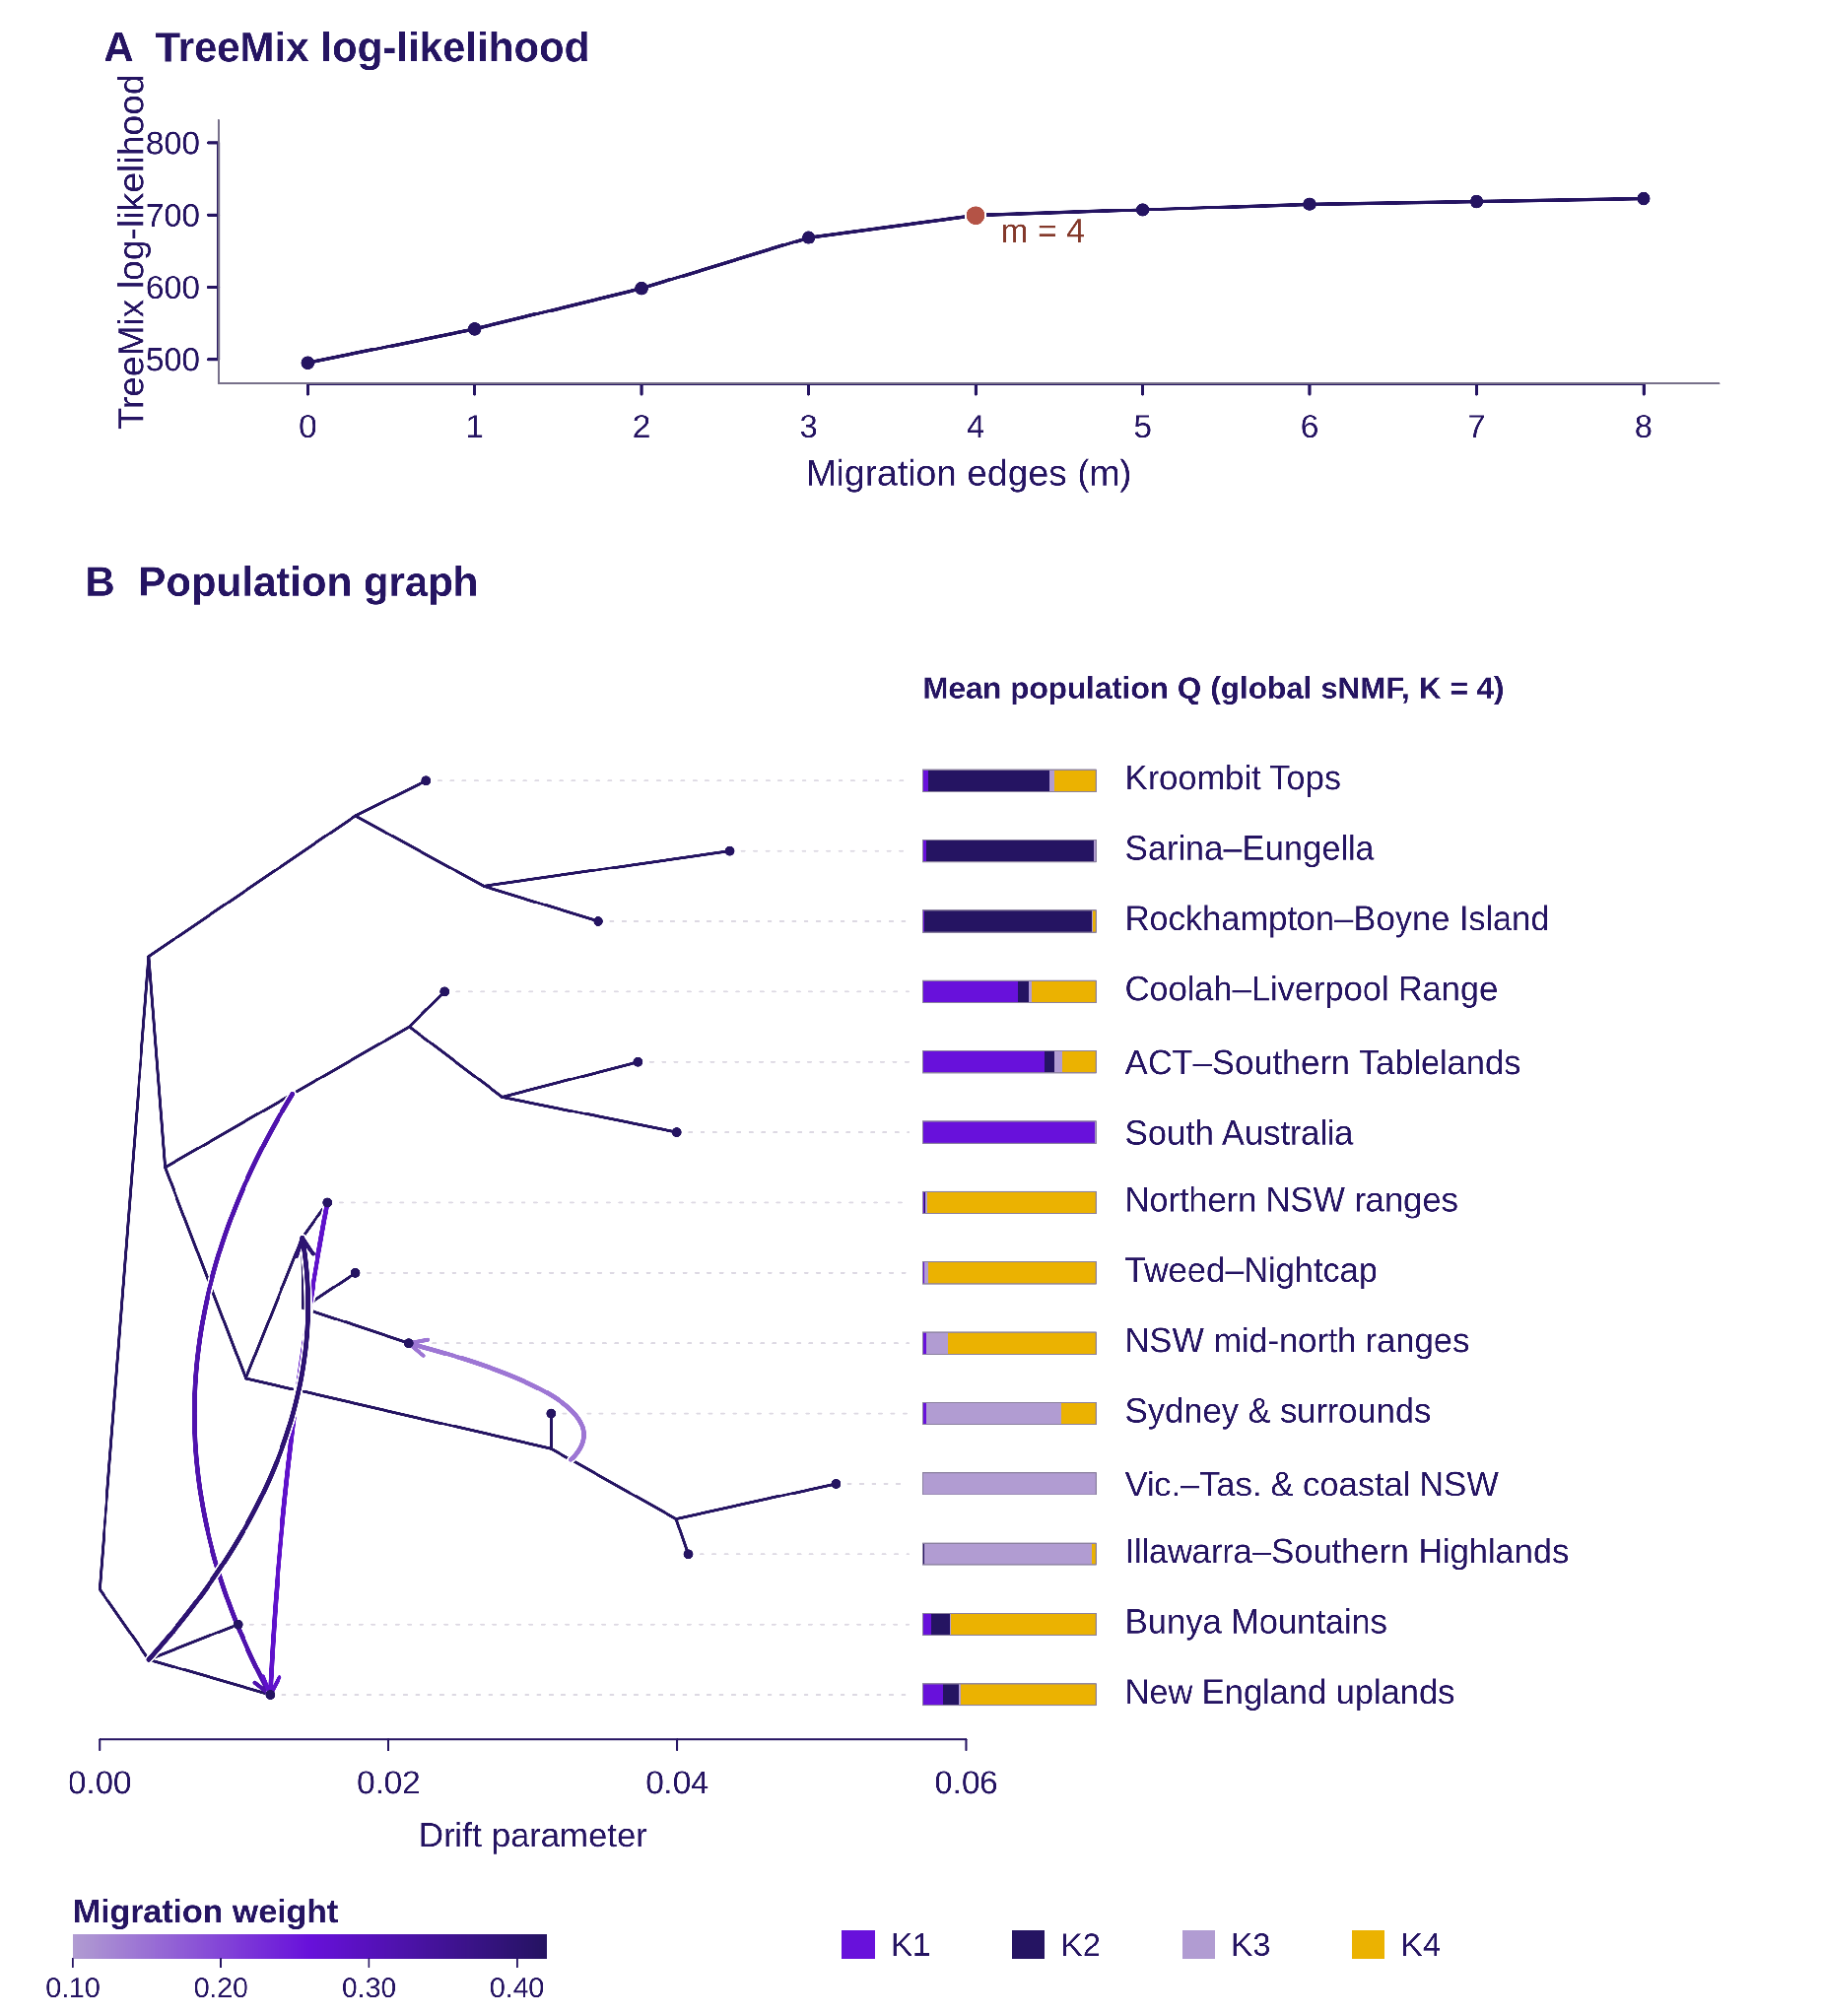 A TreeMix log-likelihood
TreeMix log-likelihood
800
700
600
500
m = 4
0 1 2 3 4 5 6 7 8
Migration edges (m)
B Population graph
Mean population Q (global sNMF, K = 4)
Kroombit Tops
Sarina–Eungella
Rockhampton–Boyne Island
Coolah–Liverpool Range
ACT–Southern Tablelands
South Australia
Northern NSW ranges
Tweed–Nightcap
NSW mid-north ranges
Sydney & surrounds
Vic.–Tas. & coastal NSW
Illawarra–Southern Highlands
Bunya Mountains
New England uplands
0.00 0.02 0.04 0.06
Drift parameter
Migration weight
0.10 0.20 0.30 0.40
K1 K2 K3 K4